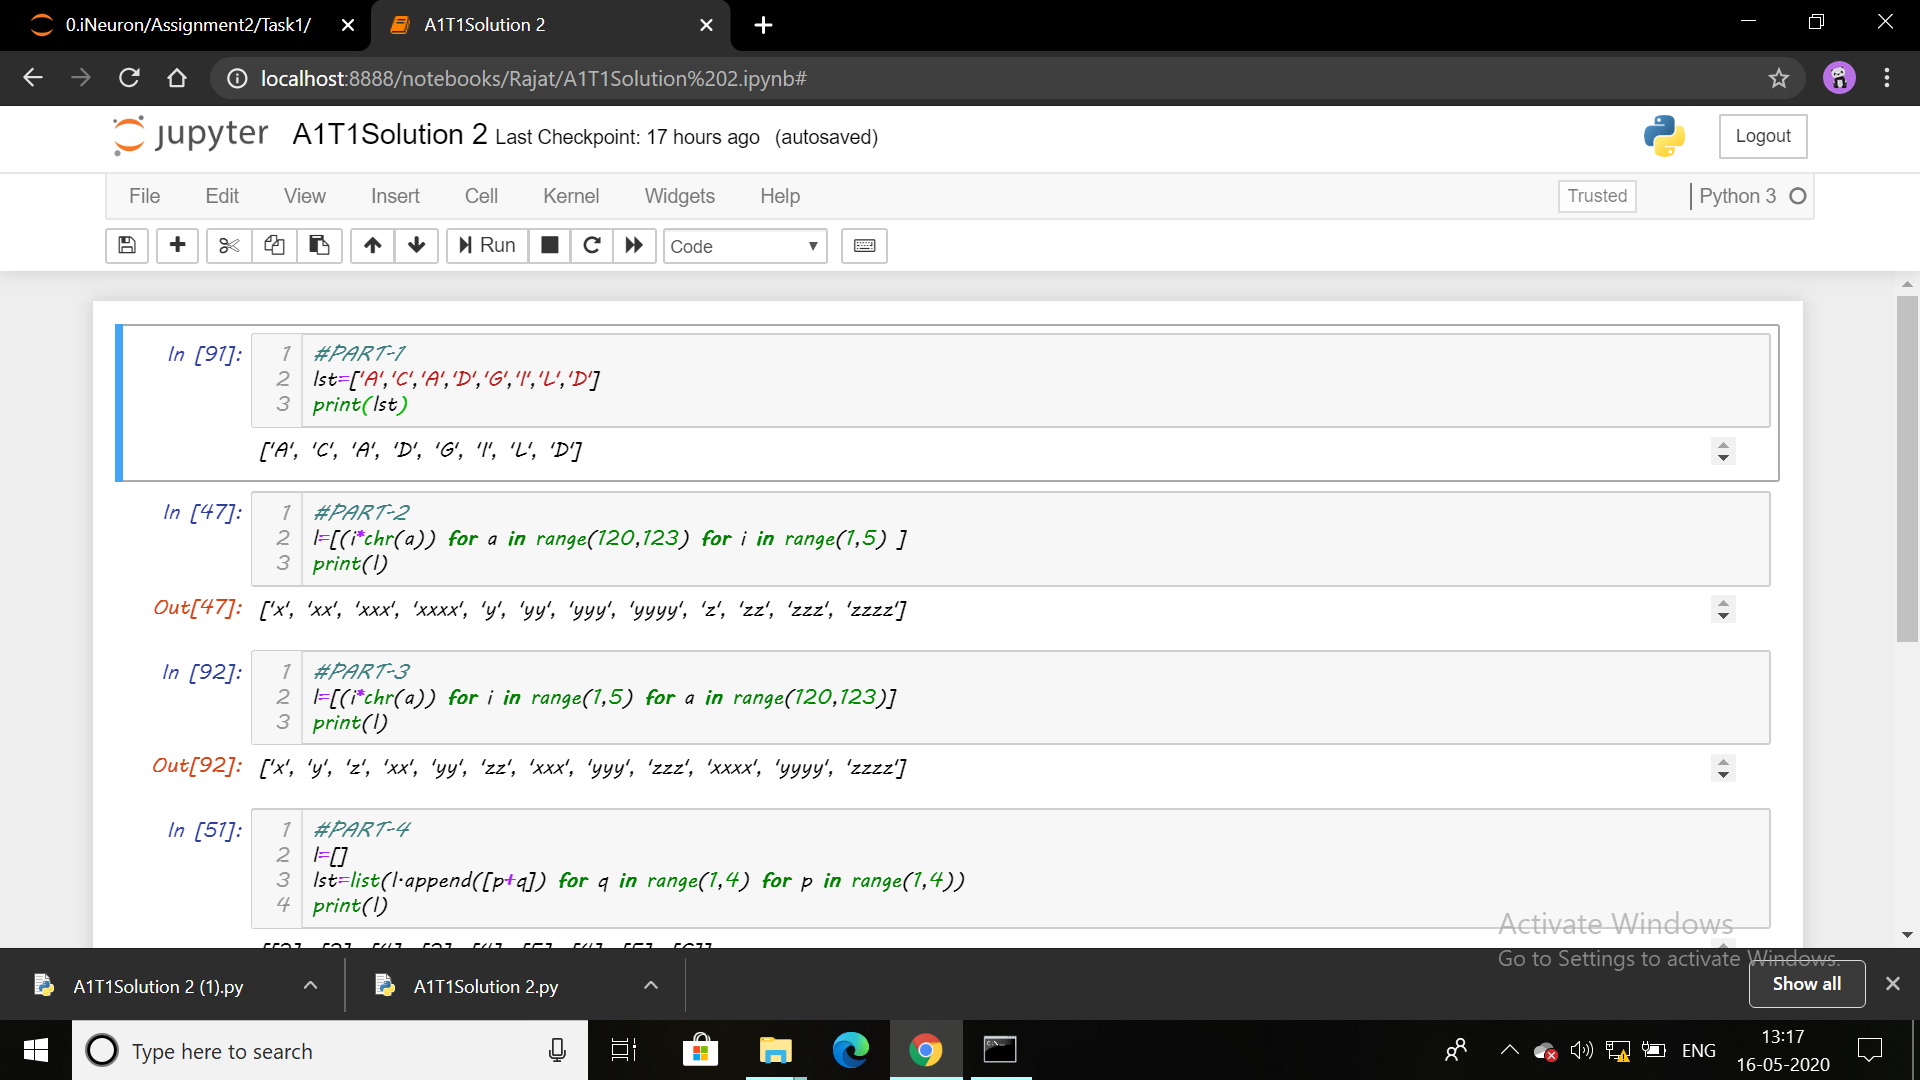 0.iNeuron/Assignment2/Task1/
A1T1Solution 2
localhost:8888/notebooks/Rajat/A1T1Solution%202.ipynb#
jupyter A1T1Solution 2 Last Checkpoint: 17 hours ago (autosaved)
Logout
File Edit View Insert Cell Kernel Widgets Help
Trusted
Python 3
Run
Code
In [91]:
1 #PART-1
2 lst=['A','C','A','D','G','I','L','D']
3 print(lst)
['A', 'C', 'A', 'D', 'G', 'I', 'L', 'D']
In [47]:
1 #PART-2
2 l=[(i*chr(a)) for a in range(120,123) for i in range(1,5) ]
3 print(l)
Out[47]: ['x', 'xx', 'xxx', 'xxxx', 'y', 'yy', 'yyy', 'yyyy', 'z', 'zz', 'zzz', 'zzzz']
In [92]:
1 #PART-3
2 l=[(i*chr(a)) for i in range(1,5) for a in range(120,123)]
3 print(l)
Out[92]: ['x', 'y', 'z', 'xx', 'yy', 'zz', 'xxx', 'yyy', 'zzz', 'xxxx', 'yyyy', 'zzzz']
In [51]:
1 #PART-4
2 l=[]
3 lst=list(l.append([p+q]) for q in range(1,4) for p in range(1,4))
4 print(l)
Activate Windows
Go to Settings to activate Windows.
A1T1Solution 2 (1).py
A1T1Solution 2.py
Show all
Type here to search
ENG
13:17
16-05-2020